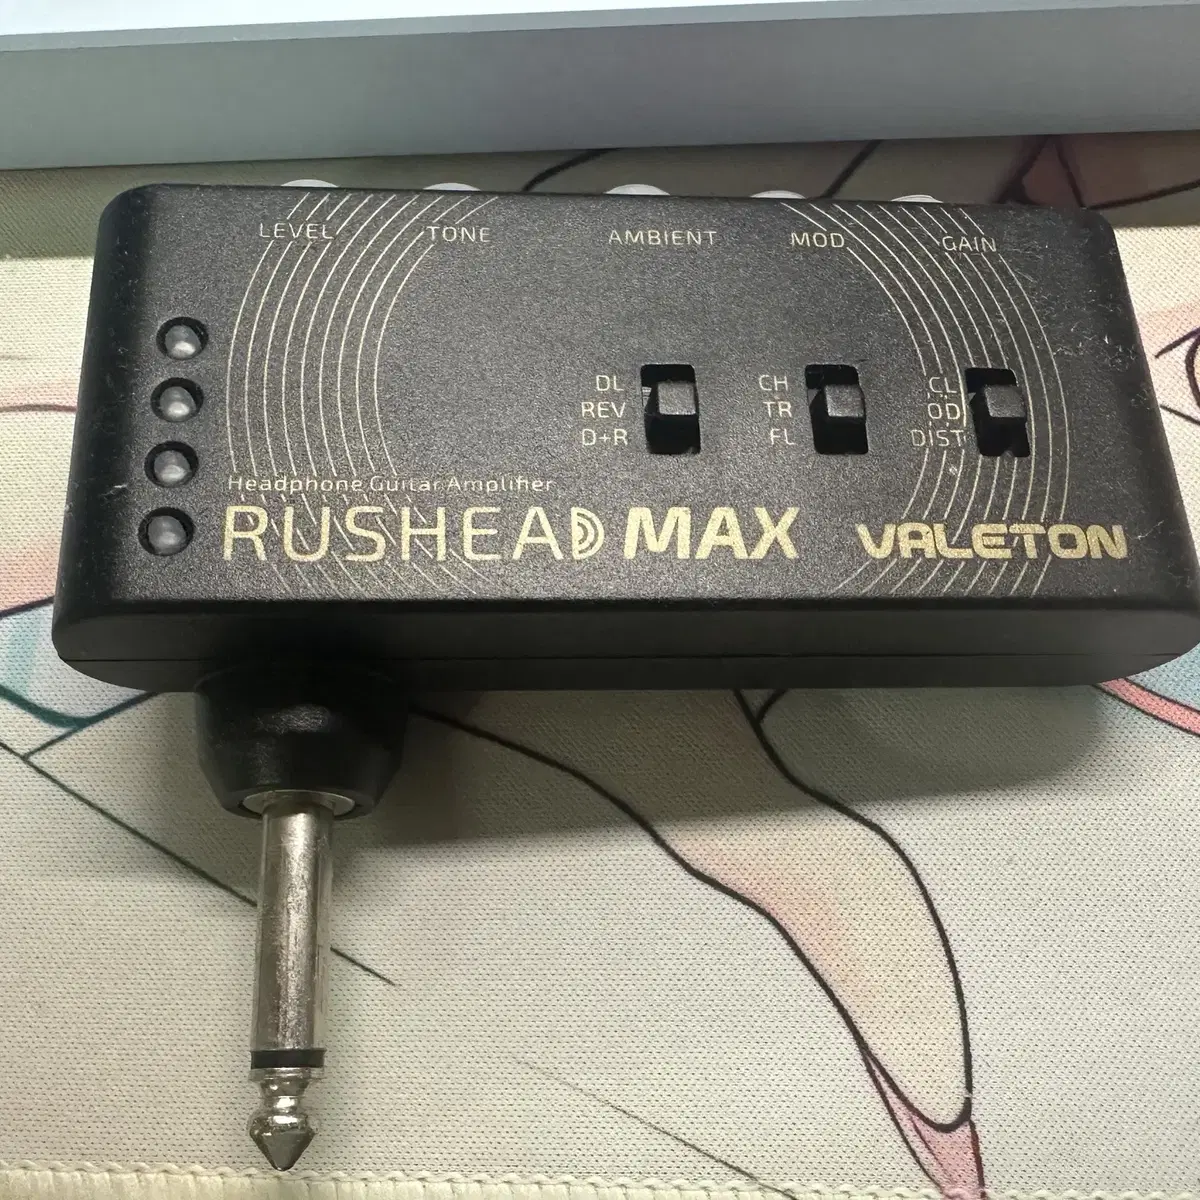 LEVEL TONE AMBIENT MOD GAIN
DL CH CL
REV TR OD
D+R FL DIST
Headphone Guitar Amplifier
RUSHEAD MAX VALETON